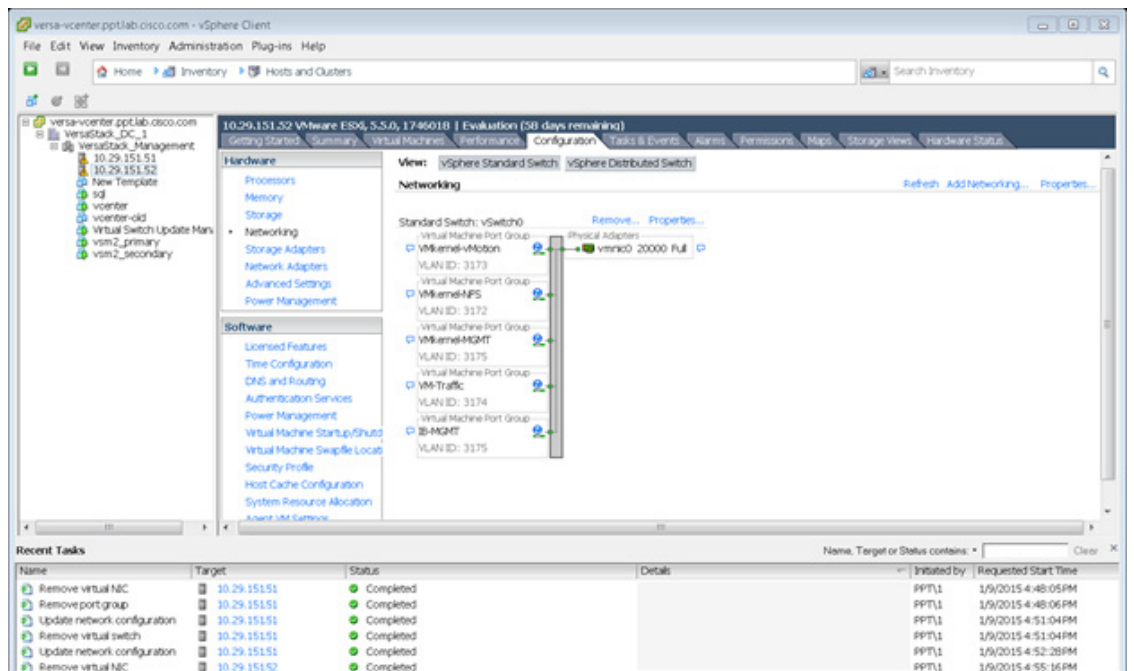 versa-vcenter.ppt.lab.cisco.com - vSphere Client
File Edit View Inventory Administration Plug-ins Help
Home Inventory Hosts and Clusters
Search Inventory
versa-vcenter.ppt.lab.cisco.com
VersaStack_DC_1
VersaStack_Management
10.29.151.51
10.29.151.52
New Template
sql
vcenter
vcenter-old
Virtual Switch Update Man
vsm2_primary
vsm2_secondary
10.29.151.52 VMware ESXi, 5.5.0, 1746018 | Evaluation (58 days remaining)
Getting Started Summary Virtual Machines Performance Configuration Tasks & Events Alarms Permissions Maps Storage Views Hardware Status
Hardware
Processors
Memory
Storage
Networking
Storage Adapters
Network Adapters
Advanced Settings
Power Management
Software
Licensed Features
Time Configuration
DNS and Routing
Authentication Services
Power Management
Virtual Machine Startup/Shutd
Virtual Machine Swapfile Locati
Security Profile
Host Cache Configuration
System Resource Allocation
Agent VM Settings
View: vSphere Standard Switch vSphere Distributed Switch
Networking
Refresh Add Networking... Properties...
Standard Switch: vSwitch0 Remove... Properties...
Virtual Machine Port Group
VMkernel-vMotion
VLAN ID: 3173
Physical Adapters
vmnic0 20000 Full
Virtual Machine Port Group
VMkernel-NFS
VLAN ID: 3172
Virtual Machine Port Group
VMkernel-MGMT
VLAN ID: 3175
Virtual Machine Port Group
VM-Traffic
VLAN ID: 3174
Virtual Machine Port Group
IB-MGMT
VLAN ID: 3175
Recent Tasks
Name, Target or Status contains: Clear
Name Target Status Details Initiated by Requested Start Time
Remove virtual NIC 10.29.151.51 Completed PPT\1 1/9/2015 4:48:05 PM
Remove port group 10.29.151.51 Completed PPT\1 1/9/2015 4:48:06 PM
Update network configuration 10.29.151.51 Completed PPT\1 1/9/2015 4:51:04 PM
Remove virtual switch 10.29.151.51 Completed PPT\1 1/9/2015 4:51:04 PM
Update network configuration 10.29.151.51 Completed PPT\1 1/9/2015 4:52:28 PM
Remove virtual NIC 10.29.151.52 Completed PPT\1 1/9/2015 4:55:16 PM